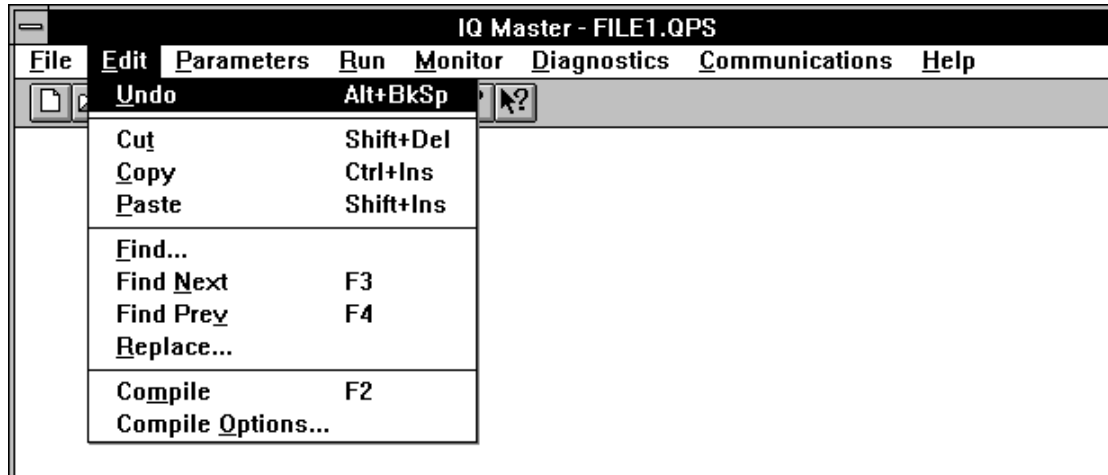 IQ Master - FILE1.QPS
File Edit Parameters Run Monitor Diagnostics Communications Help
Undo Alt+BkSp
Cut Shift+Del
Copy Ctrl+Ins
Paste Shift+Ins
Find...
Find Next F3
Find Prev F4
Replace...
Compile F2
Compile Options...